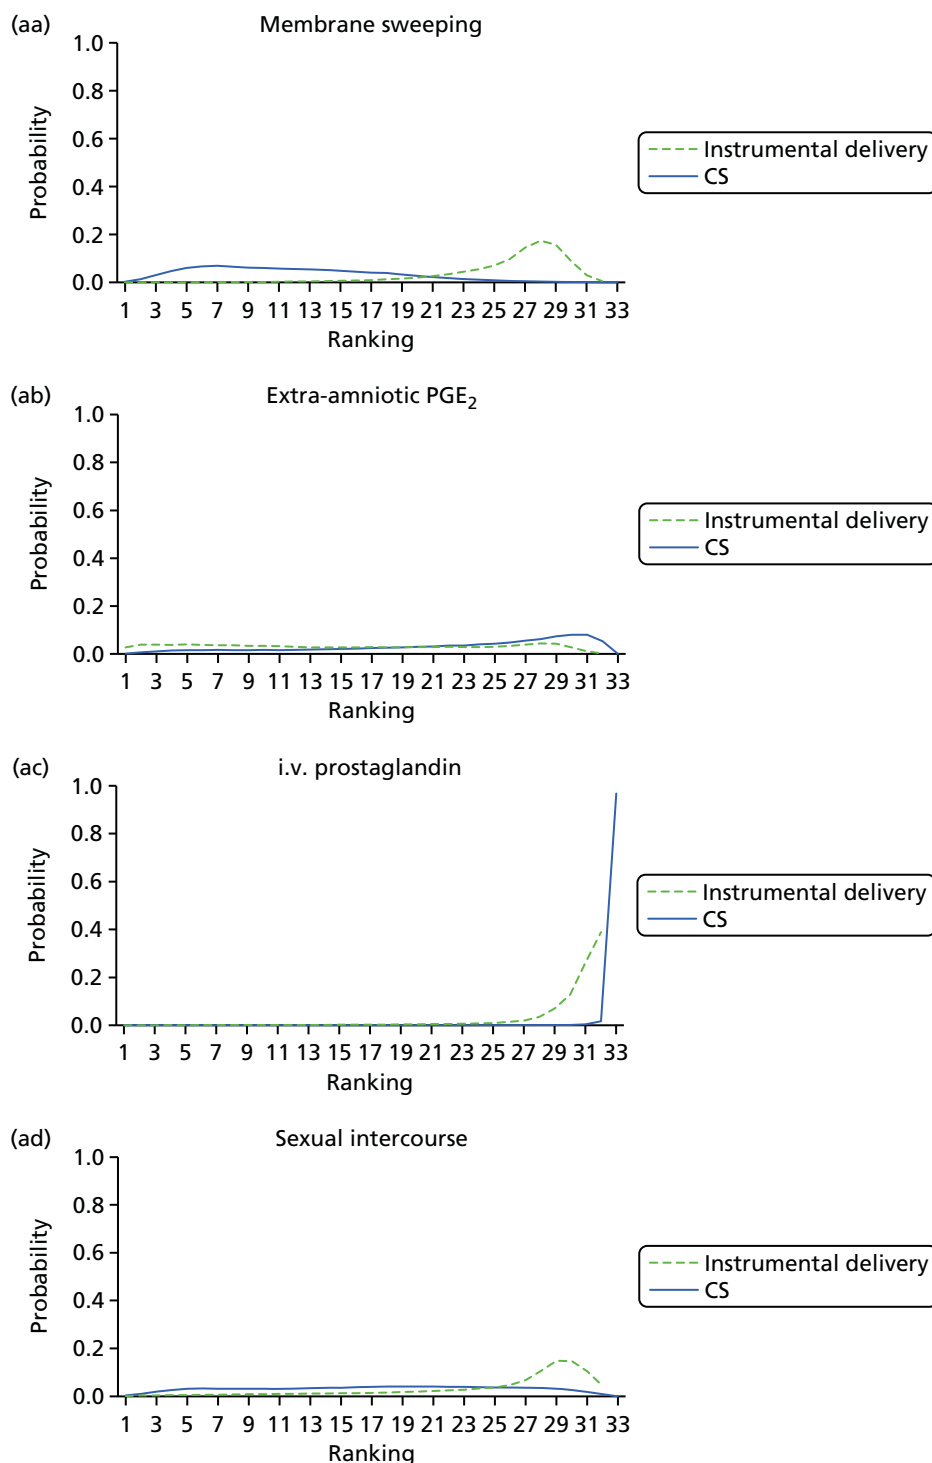 (aa) Membrane sweeping
1.0
0.8
0.6
0.4
0.2
0.0
Probability
1 3 5 7 9 11 13 15 17 19 21 23 25 27 29 31 33
Ranking
Instrumental delivery
CS
(ab) Extra-amniotic PGE₂
1.0
0.8
0.6
0.4
0.2
0.0
Probability
1 3 5 7 9 11 13 15 17 19 21 23 25 27 29 31 33
Ranking
Instrumental delivery
CS
(ac) i.v. prostaglandin
1.0
0.8
0.6
0.4
0.2
0.0
Probability
1 3 5 7 9 11 13 15 17 19 21 23 25 27 29 31 33
Ranking
Instrumental delivery
CS
(ad) Sexual intercourse
1.0
0.8
0.6
0.4
0.2
0.0
Probability
1 3 5 7 9 11 13 15 17 19 21 23 25 27 29 31 33
Ranking
Instrumental delivery
CS